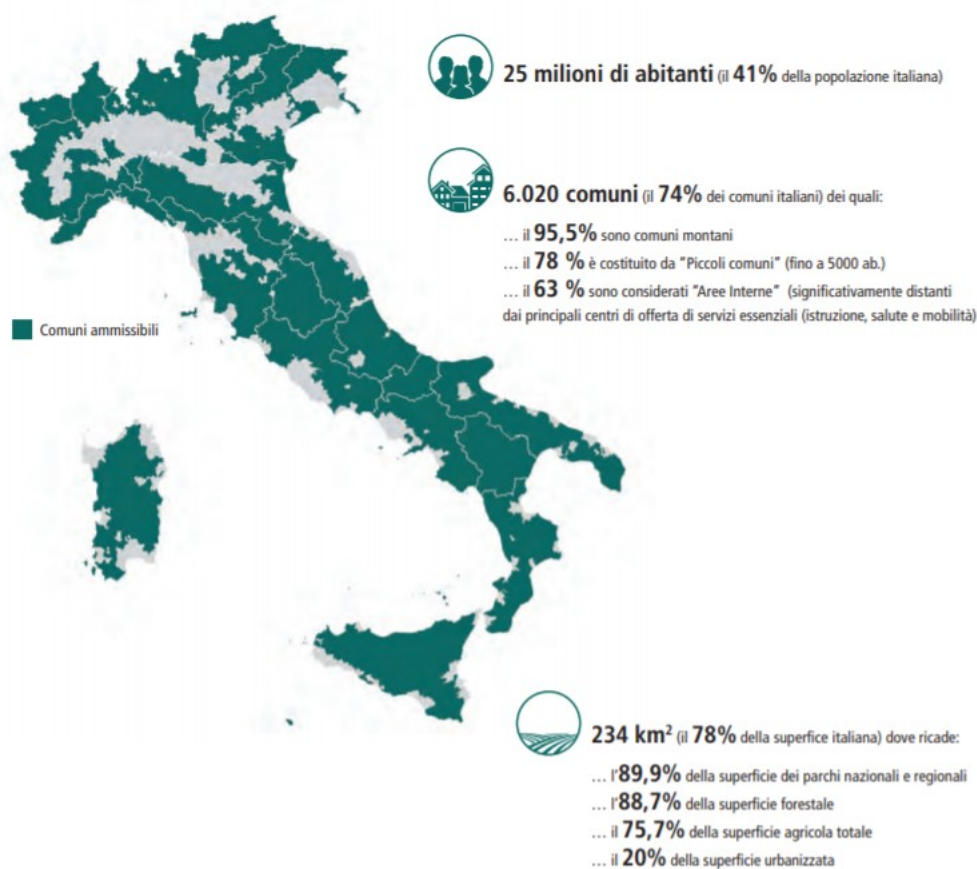 25 milioni di abitanti (il 41% della popolazione italiana)
6.020 comuni (il 74% dei comuni italiani) dei quali:
... il 95,5% sono comuni montani
... il 78 % è costituito da "Piccoli comuni" (fino a 5000 ab.)
... il 63 % sono considerati "Aree Interne" (significativamente distanti
dai principali centri di offerta di servizi essenziali (istruzione, salute e mobilità)
Comuni ammissibili
234 km² (il 78% della superfice italiana) dove ricade:
... l'89,9% della superficie dei parchi nazionali e regionali
... l'88,7% della superficie forestale
... il 75,7% della superficie agricola totale
... il 20% della superficie urbanizzata